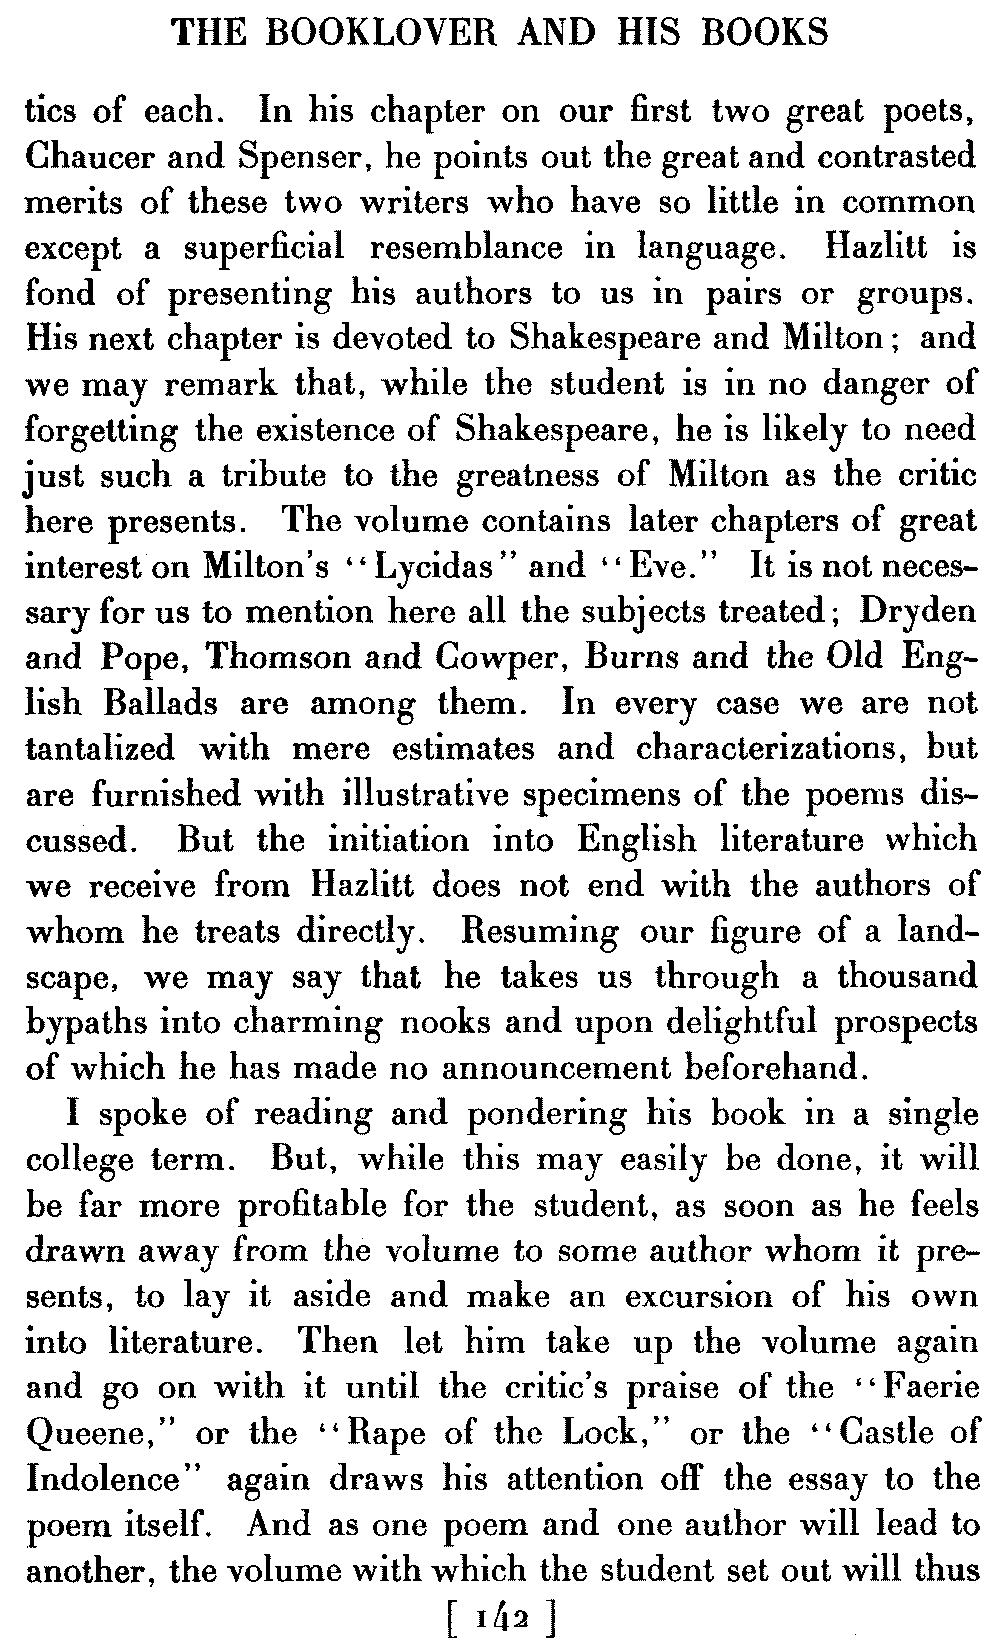 THE BOOKLOVER AND HIS BOOKS
tics of each. In his chapter on our first two great poets,
Chaucer and Spenser, he points out the great and contrasted
merits of these two writers who have so little in common
except a superficial resemblance in language. Hazlitt is
fond of presenting his authors to us in pairs or groups.
His next chapter is devoted to Shakespeare and Milton; and
we may remark that, while the student is in no danger of
forgetting the existence of Shakespeare, he is likely to need
just such a tribute to the greatness of Milton as the critic
here presents. The volume contains later chapters of great
interest on Milton's "Lycidas" and "Eve." It is not neces-
sary for us to mention here all the subjects treated; Dryden
and Pope, Thomson and Cowper, Burns and the Old Eng-
lish Ballads are among them. In every case we are not
tantalized with mere estimates and characterizations, but
are furnished with illustrative specimens of the poems dis-
cussed. But the initiation into English literature which
we receive from Hazlitt does not end with the authors of
whom he treats directly. Resuming our figure of a land-
scape, we may say that he takes us through a thousand
bypaths into charming nooks and upon delightful prospects
of which he has made no announcement beforehand.
I spoke of reading and pondering his book in a single
college term. But, while this may easily be done, it will
be far more profitable for the student, as soon as he feels
drawn away from the volume to some author whom it pre-
sents, to lay it aside and make an excursion of his own
into literature. Then let him take up the volume again
and go on with it until the critic's praise of the "Faerie
Queene," or the "Rape of the Lock," or the "Castle of
Indolence" again draws his attention off the essay to the
poem itself. And as one poem and one author will lead to
another, the volume with which the student set out will thus
[ 142 ]